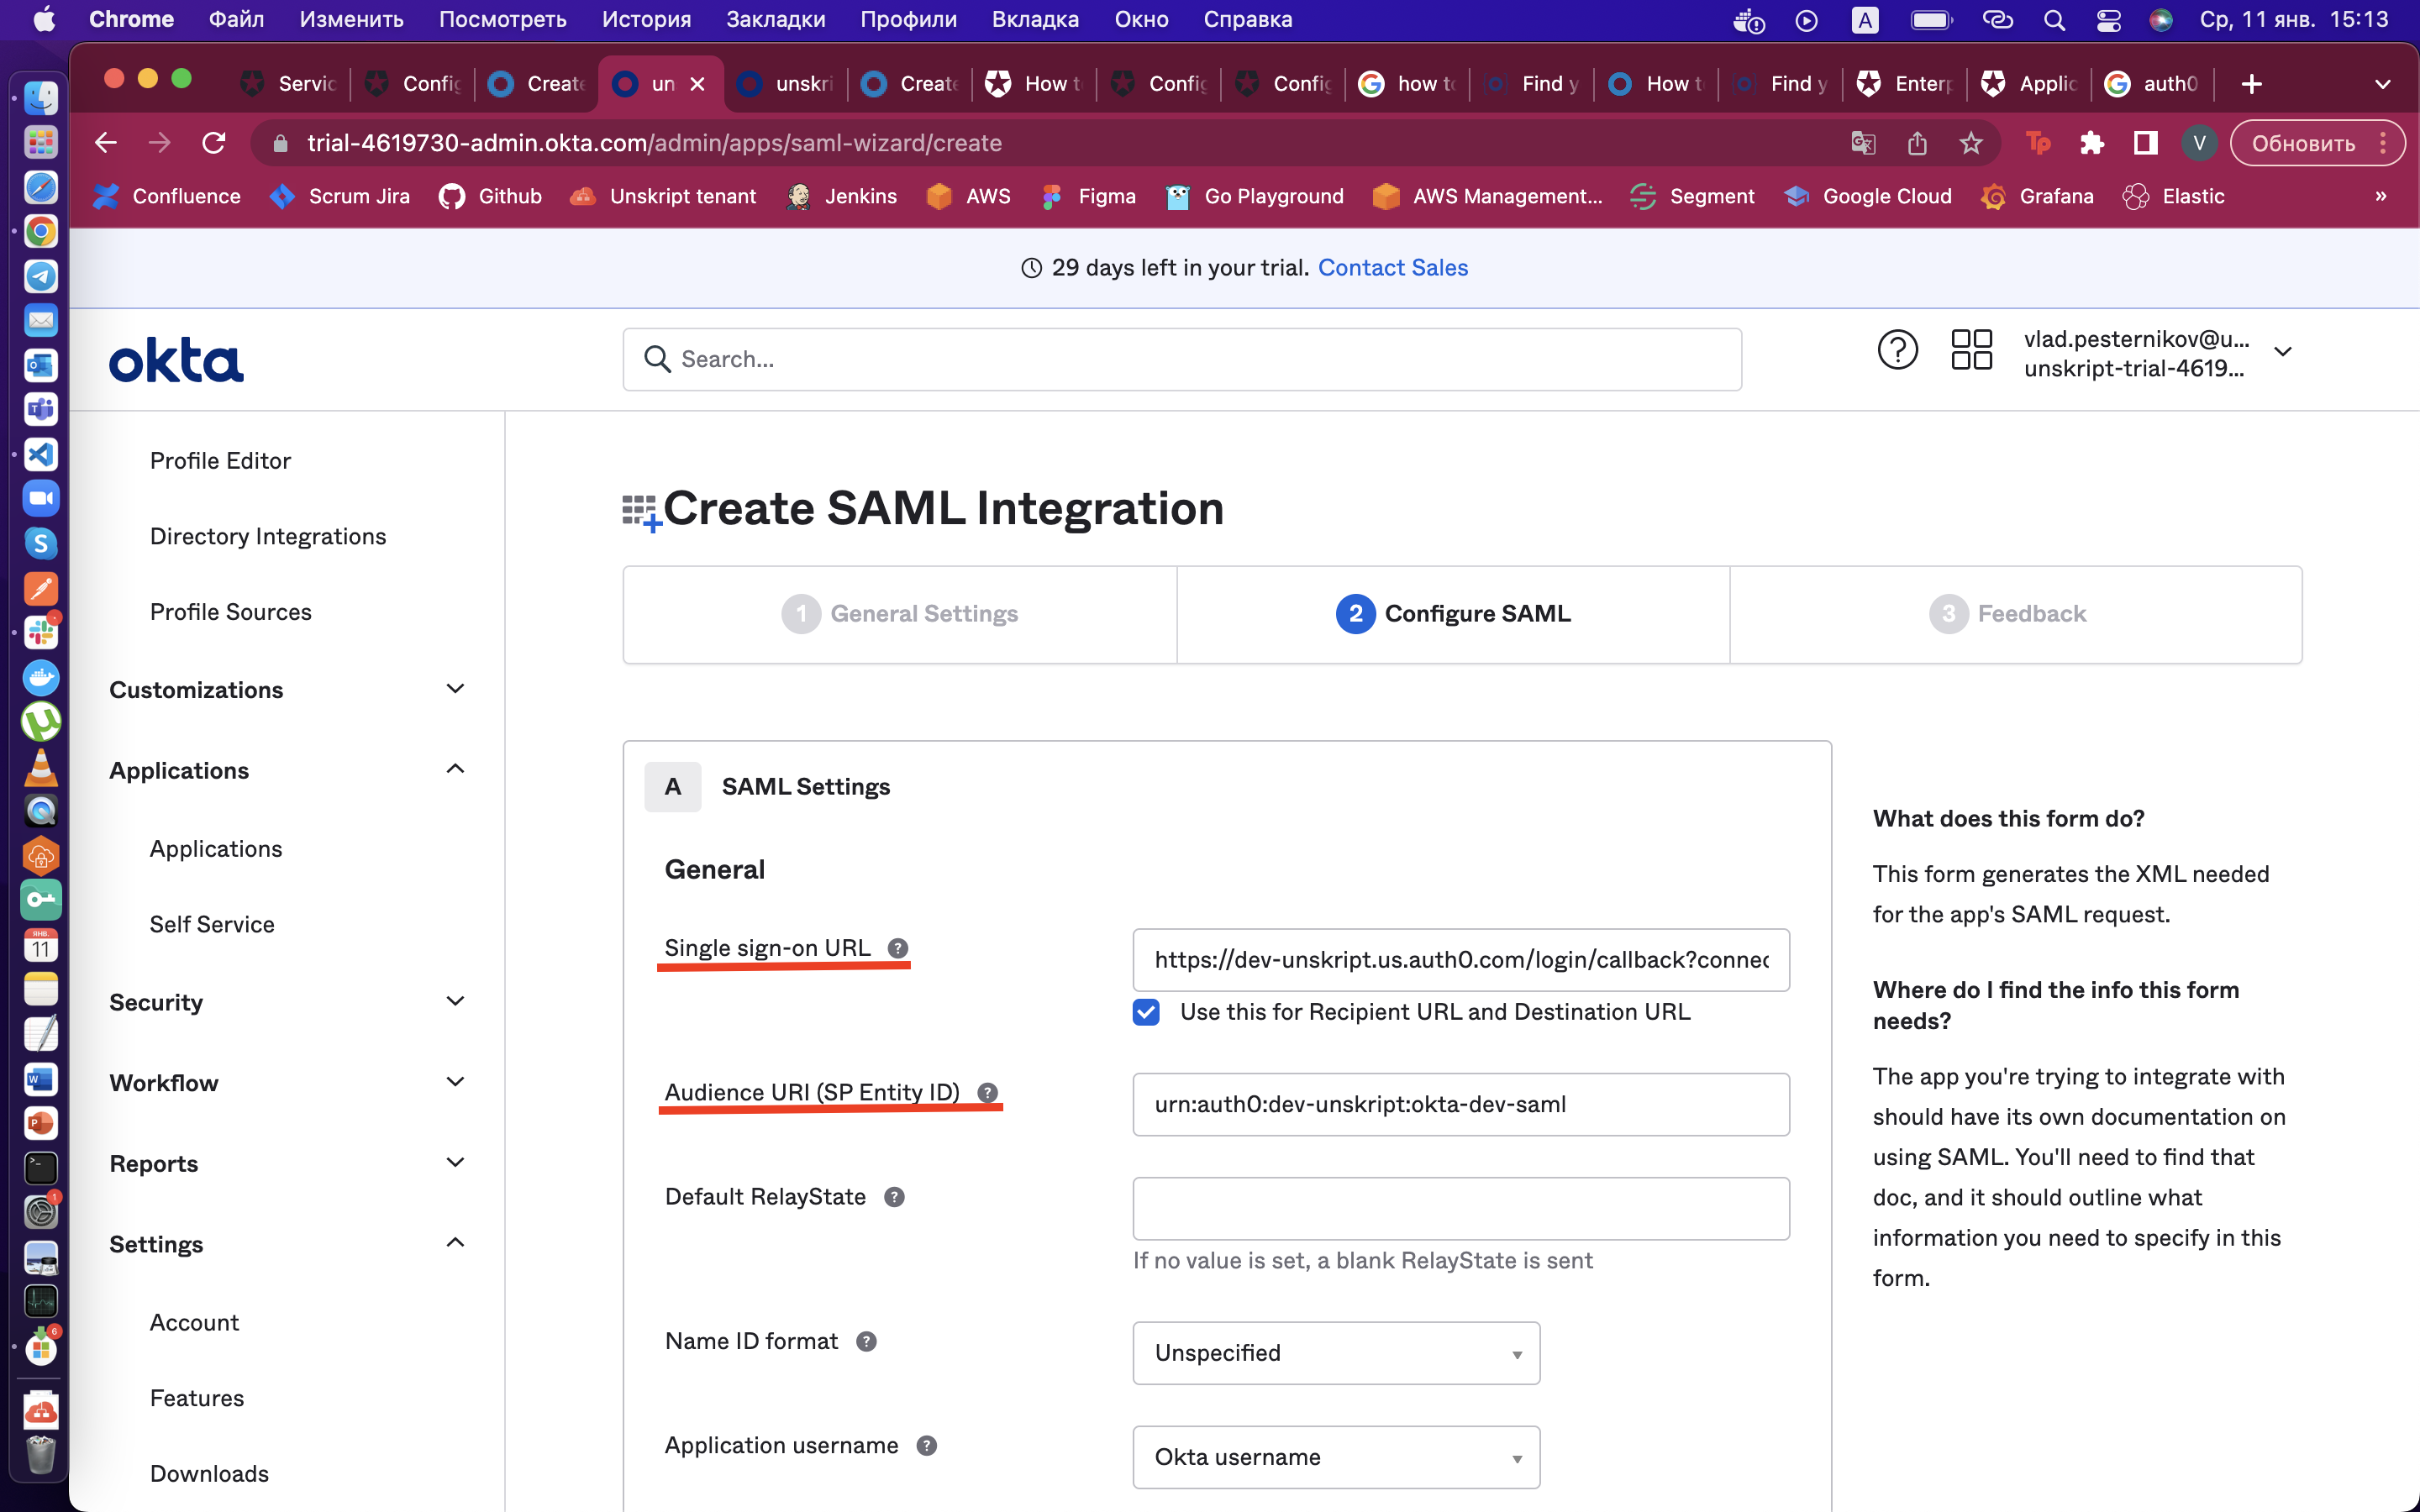 Chrome Файл Изменить Посмотреть История Закладки Профили Вкладка Окно Справка A Ср, 11 янв. 15:13
Servic Config Create un unskri Create How to Config Config how to Find y How to Find y Enterp Applic auth0
trial-4619730-admin.okta.com/admin/apps/saml-wizard/create Tp V Обновить
Confluence Scrum Jira Github Unskript tenant Jenkins AWS Figma Go Playground AWS Management... Segment Google Cloud Grafana Elastic »
29 days left in your trial. Contact Sales
okta
Search...
vlad.pesternikov@u...
unskript-trial-4619...
Profile Editor
Directory Integrations
Profile Sources
Customizations
Applications
Applications
Self Service
Security
Workflow
Reports
Settings
Account
Features
Downloads
Create SAML Integration
1 General Settings
2 Configure SAML
3 Feedback
A SAML Settings
General
Single sign-on URL ?
https://dev-unskript.us.auth0.com/login/callback?connec
Use this for Recipient URL and Destination URL
Audience URI (SP Entity ID) ?
urn:auth0:dev-unskript:okta-dev-saml
Default RelayState ?
If no value is set, a blank RelayState is sent
Name ID format ?
Unspecified
Application username ?
Okta username
What does this form do?
This form generates the XML needed
for the app's SAML request.
Where do I find the info this form
needs?
The app you're trying to integrate with
should have its own documentation on
using SAML. You'll need to find that
doc, and it should outline what
information you need to specify in this
form.
ЯНВ.
11